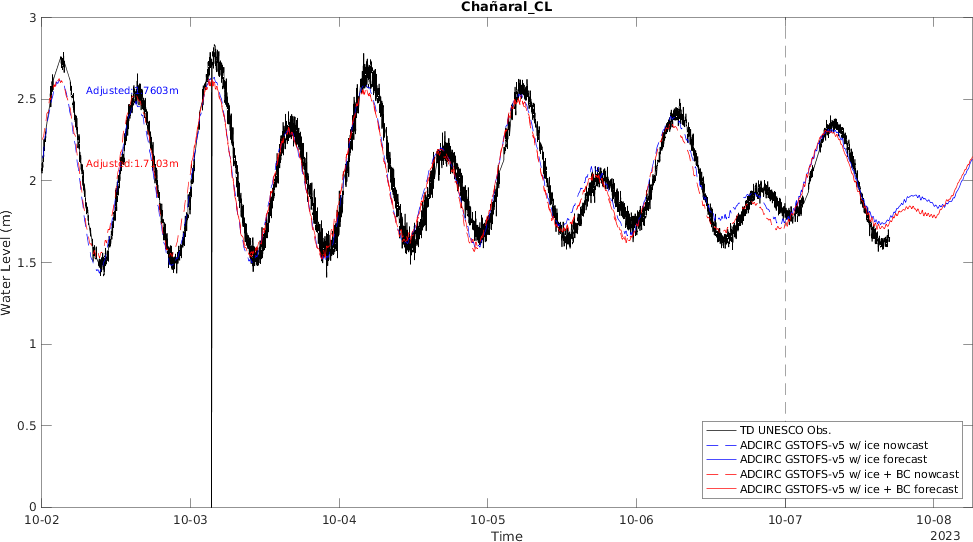 Chañaral_CL
3
2.5
2
1.5
1
0.5
0
Water Level (m)
Adjusted:1.7603m
Adjusted:1.7103m
TD UNESCO Obs.
ADCIRC GSTOFS-v5 w/ ice nowcast
ADCIRC GSTOFS-v5 w/ ice forecast
ADCIRC GSTOFS-v5 w/ ice + BC nowcast
ADCIRC GSTOFS-v5 w/ ice + BC forecast
10-02 10-03 10-04 10-05 10-06 10-07 10-08
Time
2023